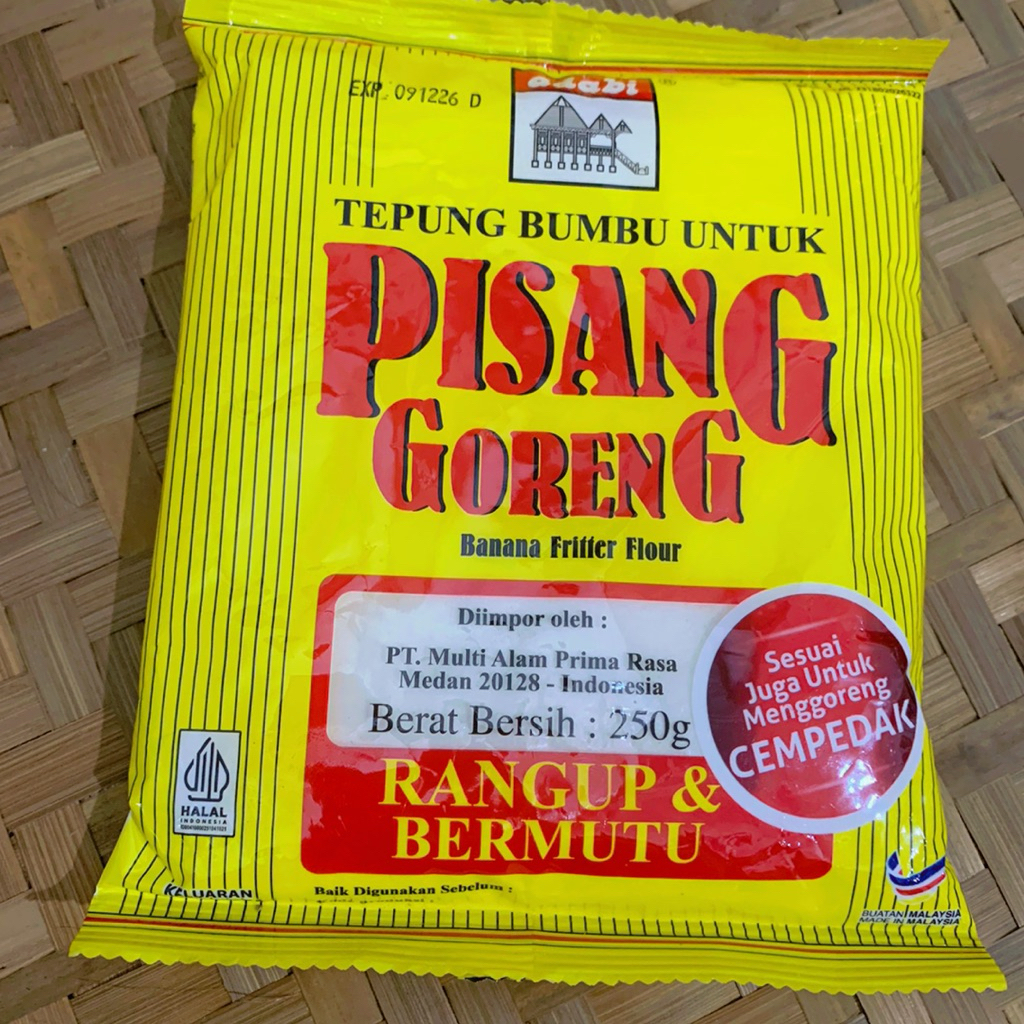 EXP. 091226 D
adabi
TEPUNG BUMBU UNTUK
PISANG
GORENG
Banana Fritter Flour
Diimpor oleh :
PT. Multi Alam Prima Rasa
Medan 20128 - Indonesia
Berat Bersih : 250g
Sesuai
Juga Untuk
Menggoreng
CEMPEDAK
RANGUP &
BERMUTU
HALAL
INDONESIA
KELUARAN
Baik Digunakan Sebelum :
BUATAN MALAYSIA
MADE IN MALAYSIA